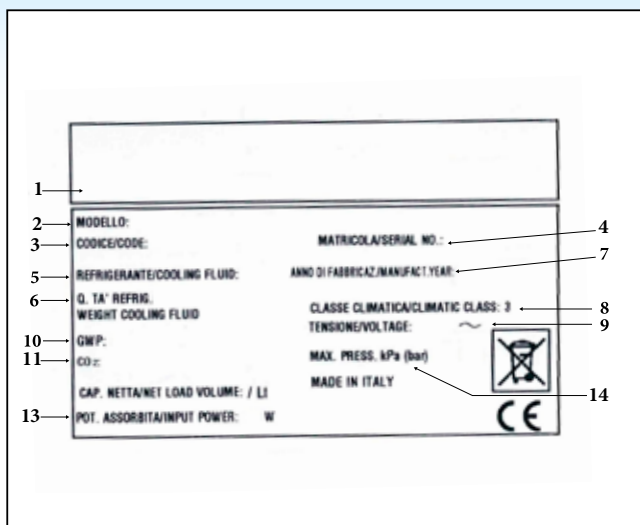 1
2 MODELLO:
3 CODICE/CODE:
MATRICOLA/SERIAL NO.: 4
5 REFRIGERANTE/COOLING FLUID:
ANNO DI FABBRICAZ./MANUFACT.YEAR: 7
6 Q. TA' REFRIG.
WEIGHT COOLING FLUID
CLASSE CLIMATICA/CLIMATIC CLASS: 3 8
TENSIONE/VOLTAGE: ~ 9
10 GWP:
11 CO2:
MAX. PRESS. kPa (bar) 14
CAP. NETTA/NET LOAD VOLUME: / Lt
MADE IN ITALY
13 POT. ASSORBITA/INPUT POWER: W
CE